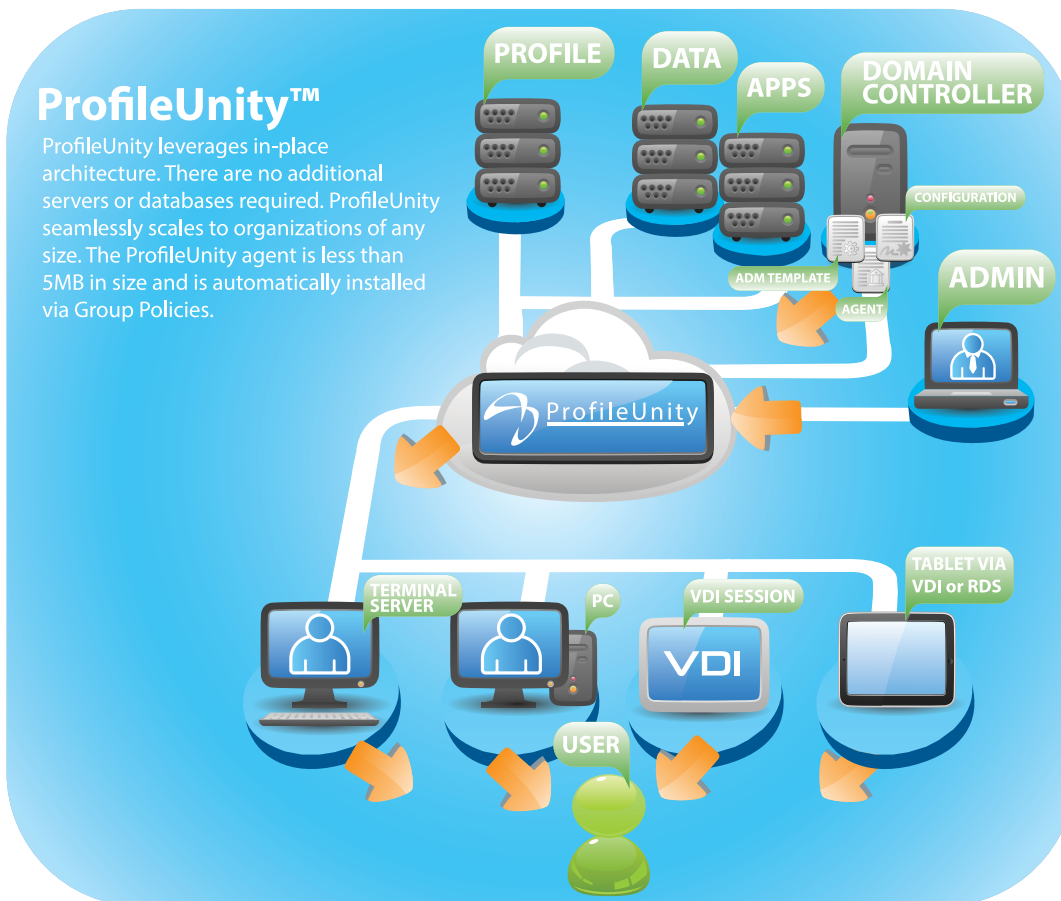 ProfileUnity™
ProfileUnity leverages in-place
architecture. There are no additional
servers or databases required. ProfileUnity
seamlessly scales to organizations of any
size. The ProfileUnity agent is less than
5MB in size and is automatically installed
via Group Policies.
PROFILE
DATA
APPS
DOMAIN
CONTROLLER
CONFIGURATION
ADM TEMPLATE
AGENT
ADMIN
ProfileUnity
TERMINAL
SERVER
PC
VDI SESSION
TABLET VIA
VDI or RDS
VDI
USER